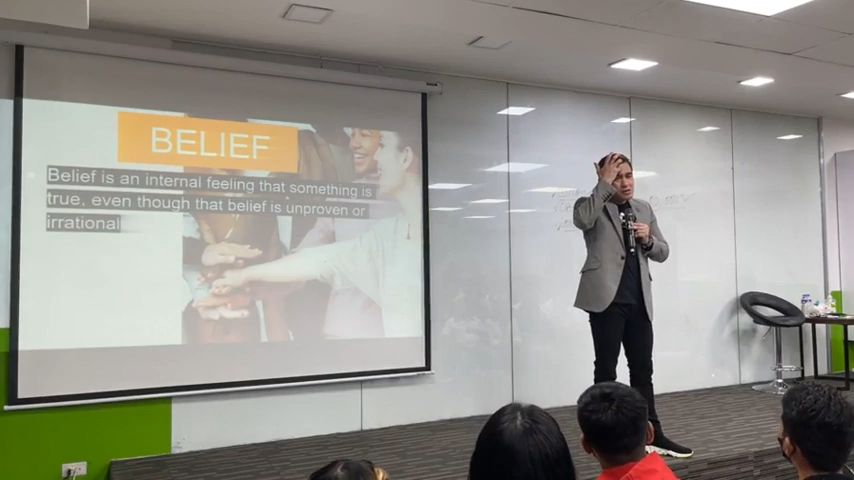 BELIEF
Belief is an internal feeling that something is
true, even though that belief is unproven or
irrational